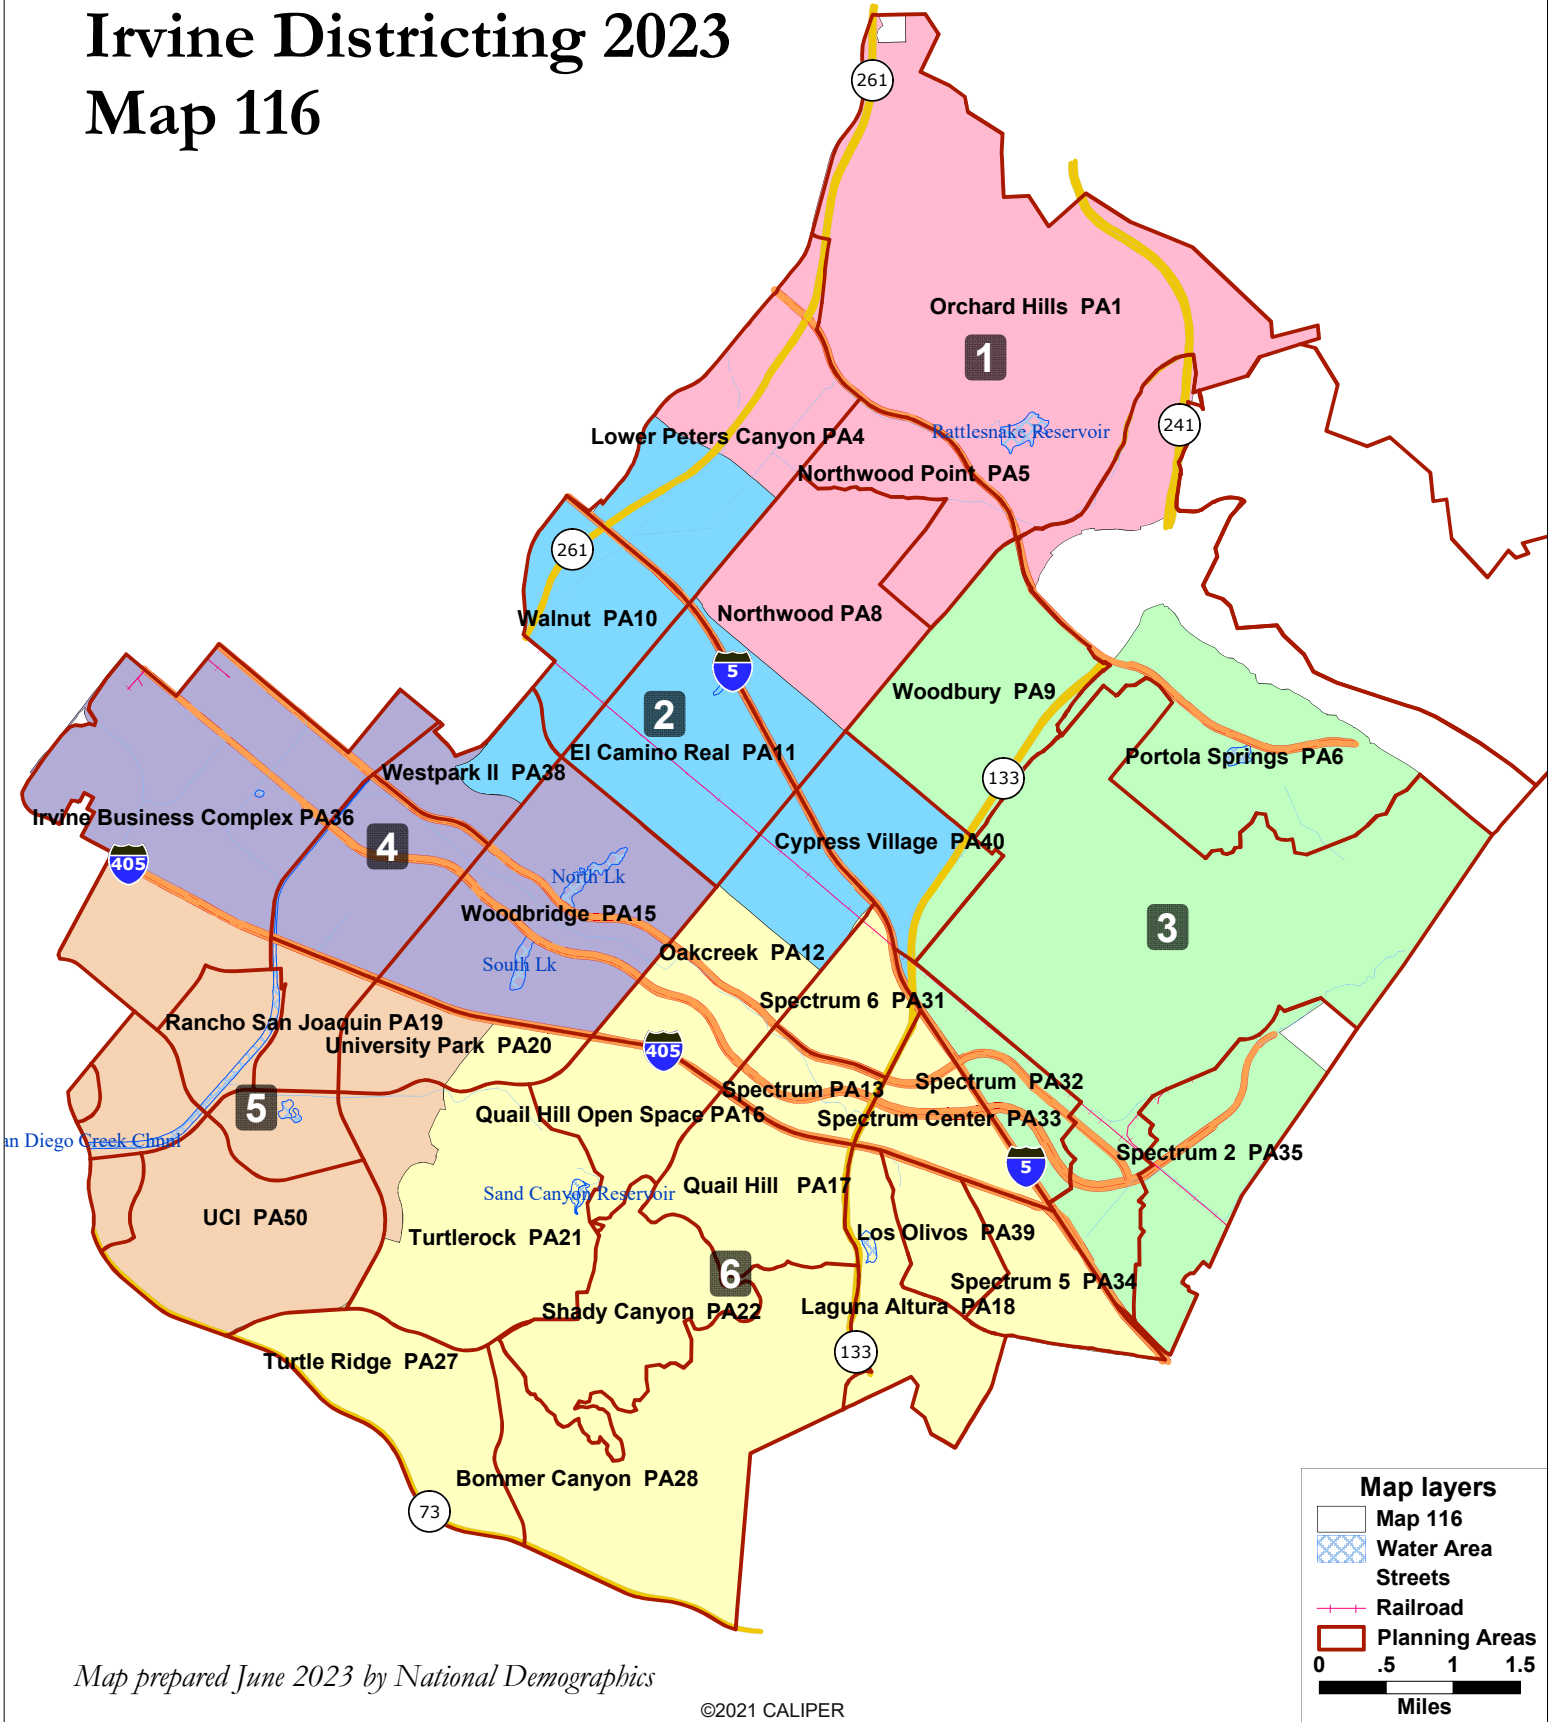 Irvine Districting 2023
Map 116
261
Orchard Hills  PA1
1
241
Rattlesnake Reservoir
Lower Peters Canyon PA4
Northwood Point  PA5
261
Walnut  PA10
Northwood PA8
5
Woodbury  PA9
2
El Camino Real  PA11
Portola Springs  PA6
Westpark II  PA38
133
Irvine Business Complex PA36
4
Cypress Village  PA40
405
North Lk
Woodbridge  PA15
3
Oakcreek  PA12
South Lk
Spectrum 6  PA31
Rancho San Joaquin PA19
University Park  PA20
405
Spectrum PA13
Spectrum  PA32
5
Quail Hill Open Space PA16
Spectrum Center  PA33
an Diego Creek Chnnl
Spectrum 2  PA35
5
Sand Canyon Reservoir
Quail Hill   PA17
UCI  PA50
Turtlerock  PA21
Los Olivos  PA39
6
Spectrum 5  PA34
Shady Canyon  PA22
Laguna Altura  PA18
133
Turtle Ridge  PA27
Bommer Canyon  PA28
73
Map layers
Map 116
Water Area
Streets
Railroad
Planning Areas
0 .5 1 1.5
Miles
Map prepared June 2023 by National Demographics
©2021 CALIPER